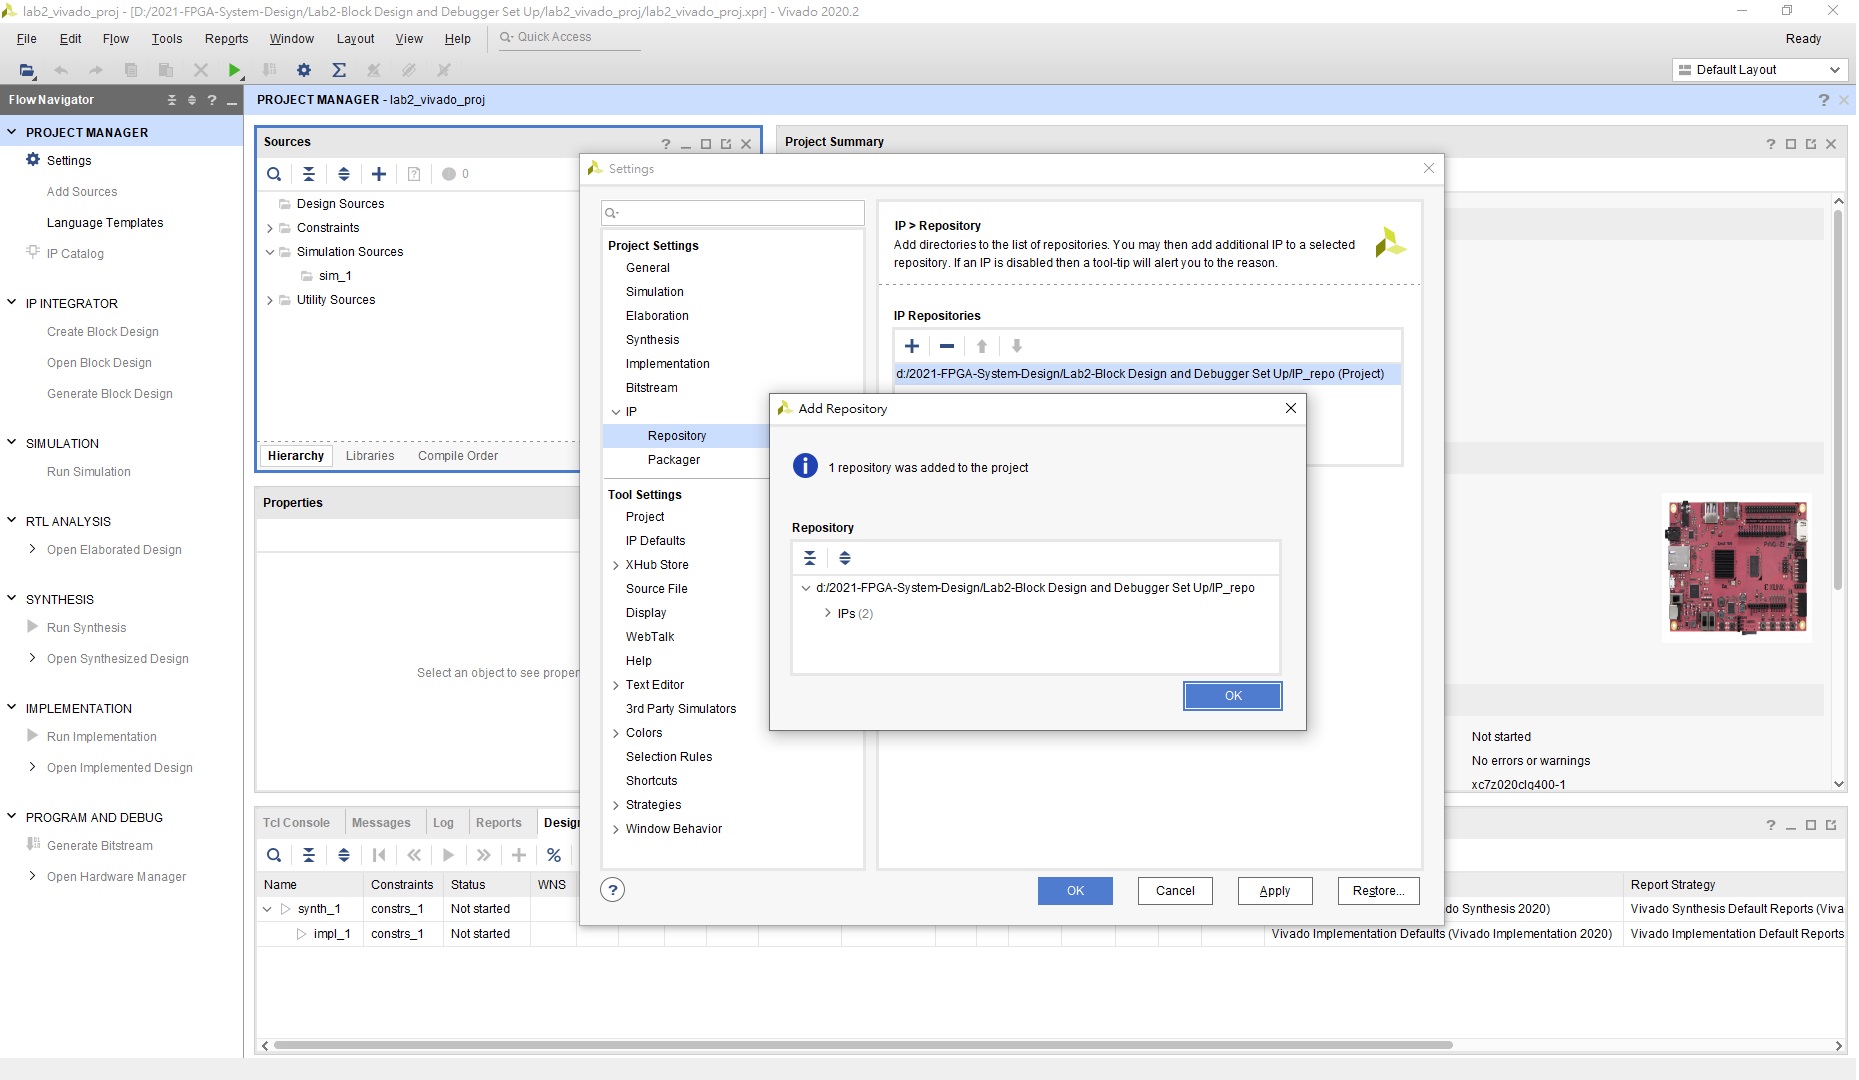 lab2_vivado_proj - [D:/2021-FPGA-System-Design/Lab2-Block Design and Debugger Set Up/lab2_vivado_proj/lab2_vivado_proj.xpr] - Vivado 2020.2
File Edit Flow Tools Reports Window Layout View Help Quick Access Ready
Default Layout
Flow Navigator
PROJECT MANAGER
Settings
Add Sources
Language Templates
IP Catalog
IP INTEGRATOR
Create Block Design
Open Block Design
Generate Block Design
SIMULATION
Run Simulation
RTL ANALYSIS
Open Elaborated Design
SYNTHESIS
Run Synthesis
Open Synthesized Design
IMPLEMENTATION
Run Implementation
Open Implemented Design
PROGRAM AND DEBUG
Generate Bitstream
Open Hardware Manager
PROJECT MANAGER - lab2_vivado_proj
Sources
0
Design Sources
Constraints
Simulation Sources
sim_1
Utility Sources
Hierarchy Libraries Compile Order
Properties
Select an object to see proper
Project Summary
Not started
No errors or warnings
xc7z020clg400-1
Settings
Project Settings
General
Simulation
Elaboration
Synthesis
Implementation
Bitstream
IP
Repository
Packager
Tool Settings
Project
IP Defaults
XHub Store
Source File
Display
WebTalk
Help
Text Editor
3rd Party Simulators
Colors
Selection Rules
Shortcuts
Strategies
Window Behavior
IP > Repository
Add directories to the list of repositories. You may then add additional IP to a selected
repository. If an IP is disabled then a tool-tip will alert you to the reason.
IP Repositories
d:/2021-FPGA-System-Design/Lab2-Block Design and Debugger Set Up/IP_repo (Project)
Add Repository
1 repository was added to the project
Repository
d:/2021-FPGA-System-Design/Lab2-Block Design and Debugger Set Up/IP_repo
IPs (2)
OK
OK Cancel Apply Restore...
Tcl Console Messages Log Reports Design
Name Constraints Status WNS Report Strategy
synth_1 constrs_1 Not started do Synthesis 2020) Vivado Synthesis Default Reports (Viva
impl_1 constrs_1 Not started Vivado Implementation Defaults (Vivado Implementation 2020) Vivado Implementation Default Reports